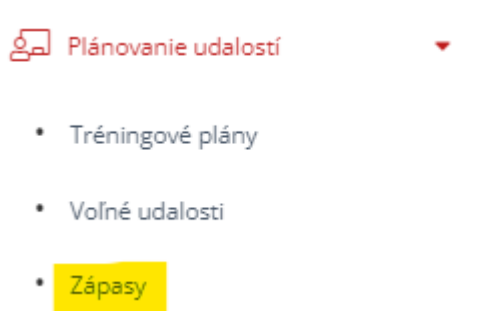 Plánovanie udalostí
Tréningové plány
Voľné udalosti
Zápasy